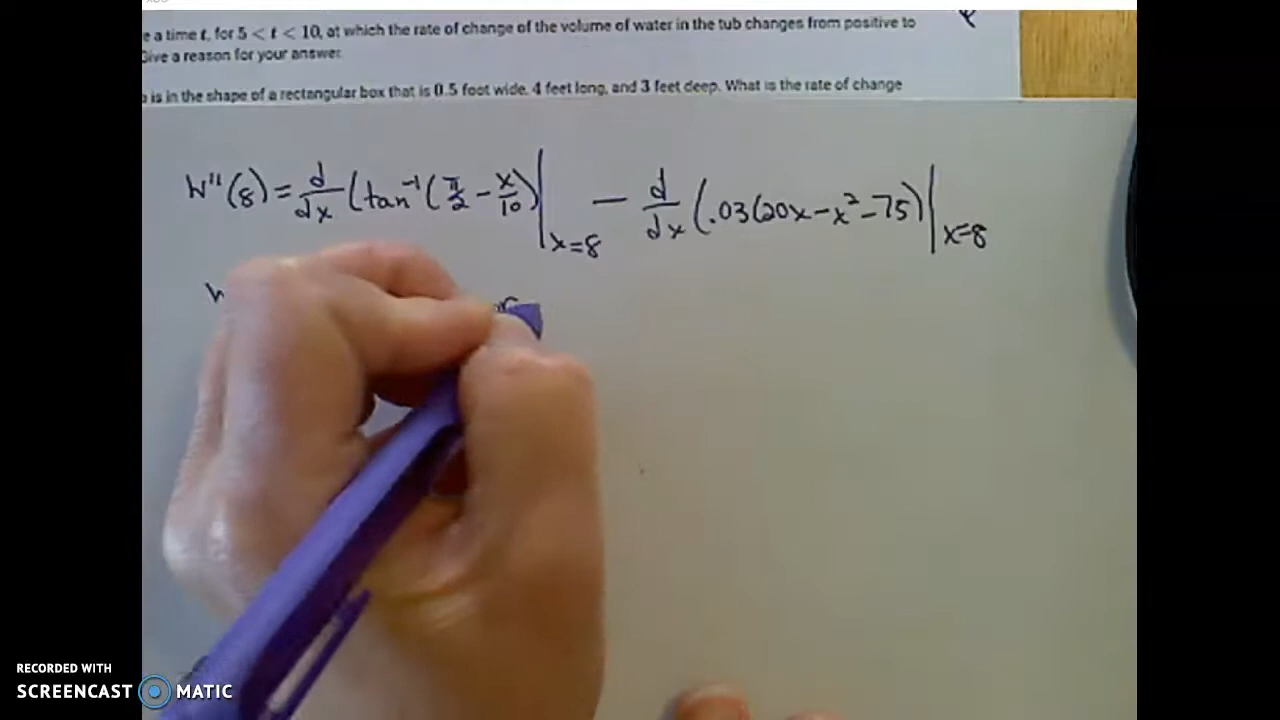 e a time t, for 5 < t < 10, at which the rate of change of the volume of water in the tub changes from positive to
Give a reason for your answer.
is in the shape of a rectangular box that is 0.5 foot wide, 4 feet long, and 3 feet deep. What is the rate of change
W''(8) = d/dx (tan⁻¹(π/2 - x/10)|x=8 - d/dx (.03(20x - x² - 75)|x=8
RECORDED WITH
SCREENCAST MATIC